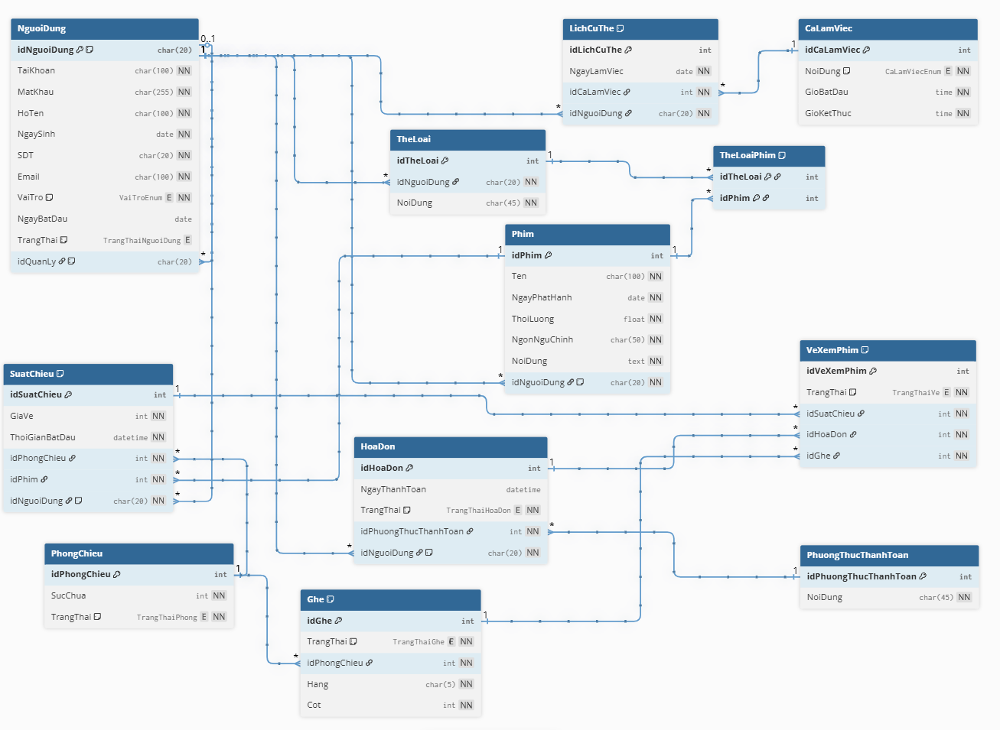 NguoiDung
idNguoiDung char(20)
TaiKhoan char(100) NN
MatKhau char(255) NN
HoTen char(100) NN
NgaySinh date NN
SDT char(20) NN
Email char(100) NN
VaiTro VaiTroEnum E NN
NgayBatDau date
TrangThai TrangThaiNguoiDung E
idQuanLy char(20)
0..1
1
*
LichCuThe
idLichCuThe int
NgayLamViec date NN
idCaLamViec int NN
idNguoiDung char(20) NN
*
*
CaLamViec
idCaLamViec int
NoiDung CaLamViecEnum E NN
GioBatDau time NN
GioKetThuc time NN
1
TheLoai
idTheLoai int
idNguoiDung char(20) NN
NoiDung char(45) NN
1
*
TheLoaiPhim
idTheLoai int
idPhim int
*
*
Phim
idPhim int
Ten char(100) NN
NgayPhatHanh date NN
ThoiLuong float NN
NgonNguChinh char(50) NN
NoiDung text NN
idNguoiDung char(20) NN
1
1
*
SuatChieu
idSuatChieu int
GiaVe int NN
ThoiGianBatDau datetime NN
idPhongChieu int NN
idPhim int NN
idNguoiDung char(20) NN
1
*
*
*
VeXemPhim
idVeXemPhim int
TrangThai TrangThaiVe E NN
idSuatChieu int NN
idHoaDon int NN
idGhe int NN
*
*
*
HoaDon
idHoaDon int
NgayThanhToan datetime
TrangThai TrangThaiHoaDon E NN
idPhuongThucThanhToan int NN
idNguoiDung char(20) NN
1
*
*
PhongChieu
idPhongChieu int
SucChua int NN
TrangThai TrangThaiPhong E NN
1
PhuongThucThanhToan
idPhuongThucThanhToan int
NoiDung char(45) NN
1
Ghe
idGhe int
TrangThai TrangThaiGhe E NN
idPhongChieu int NN
Hang char(5) NN
Cot int NN
1
*